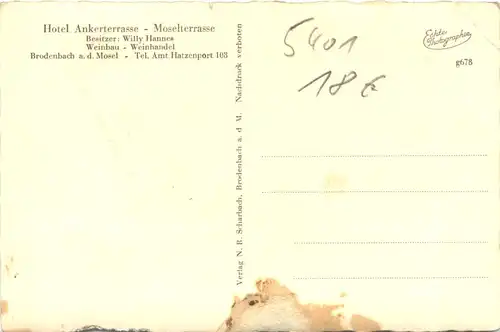 Hotel Ankerterrasse - Moselterrasse
Besitzer: Willy Hannes
Weinbau - Weinhandel
Brodenbach a. d. Mosel - Tel. Amt Hatzenport 103
Verlag N. R. Scharbach, Brodenbach a. d. M. Nachdruck verboten
5401
18 €
Echte
Photographie
g678